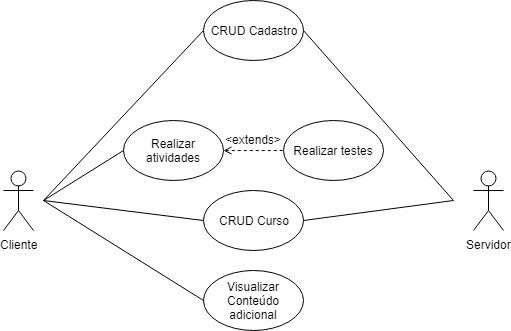 CRUD Cadastro
Realizar
atividades
<extends>
Realizar testes
Cliente
CRUD Curso
Servidor
Visualizar
Conteúdo
adicional